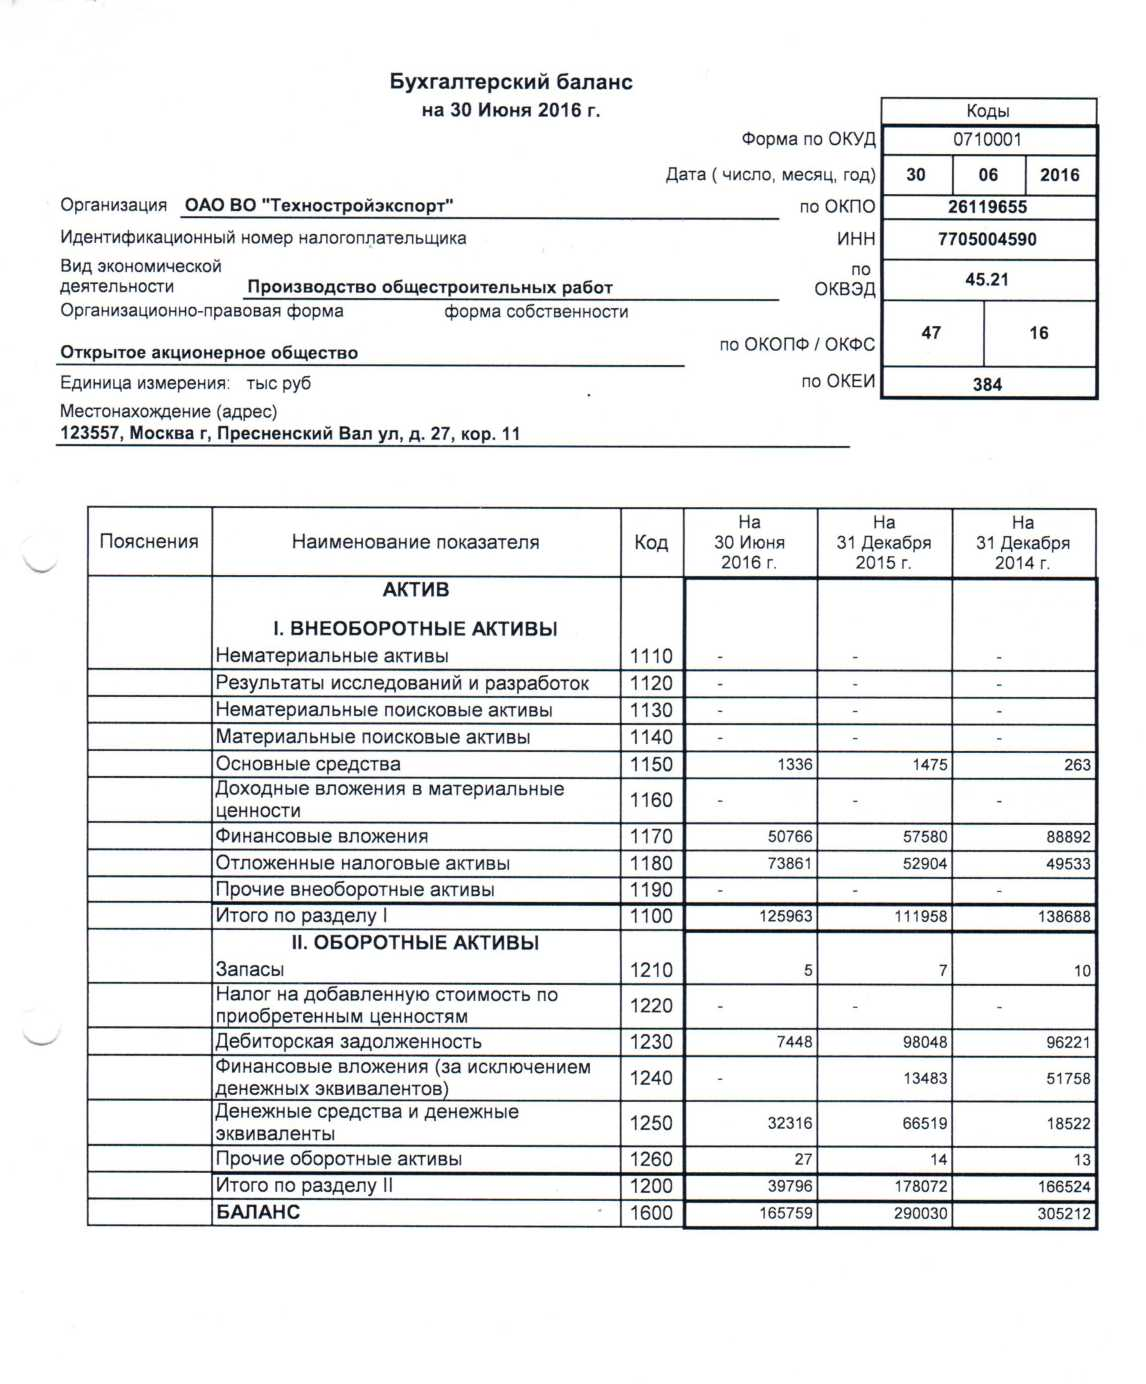 Бухгалтерский баланс
на 30 Июня 2016 г.
Коды
Форма по ОКУД 0710001
Дата ( число, месяц, год) 30 06 2016
Организация ОАО ВО "Техностройэкспорт" по ОКПО 26119655
Идентификационный номер налогоплательщика ИНН 7705004590
Вид экономической
деятельности Производство общестроительных работ
по
ОКВЭД 45.21
Организационно-правовая форма форма собственности
Открытое акционерное общество
по ОКОПФ / ОКФС 47 16
Единица измерения: тыс руб по ОКЕИ 384
Местонахождение (адрес)
123557, Москва г, Пресненский Вал ул, д. 27, кор. 11
Пояснения Наименование показателя Код На 30 Июня 2016 г. На 31 Декабря 2015 г. На 31 Декабря 2014 г.
АКТИВ
I. ВНЕОБОРОТНЫЕ АКТИВЫ
Нематериальные активы 1110 - - -
Результаты исследований и разработок 1120 - - -
Нематериальные поисковые активы 1130 - - -
Материальные поисковые активы 1140 - - -
Основные средства 1150 1336 1475 263
Доходные вложения в материальные
ценности 1160 - - -
Финансовые вложения 1170 50766 57580 88892
Отложенные налоговые активы 1180 73861 52904 49533
Прочие внеоборотные активы 1190 - - -
Итого по разделу I 1100 125963 111958 138688
II. ОБОРОТНЫЕ АКТИВЫ
Запасы 1210 5 7 10
Налог на добавленную стоимость по
приобретенным ценностям 1220 - - -
Дебиторская задолженность 1230 7448 98048 96221
Финансовые вложения (за исключением
денежных эквивалентов) 1240 - 13483 51758
Денежные средства и денежные
эквиваленты 1250 32316 66519 18522
Прочие оборотные активы 1260 27 14 13
Итого по разделу II 1200 39796 178072 166524
БАЛАНС 1600 165759 290030 305212